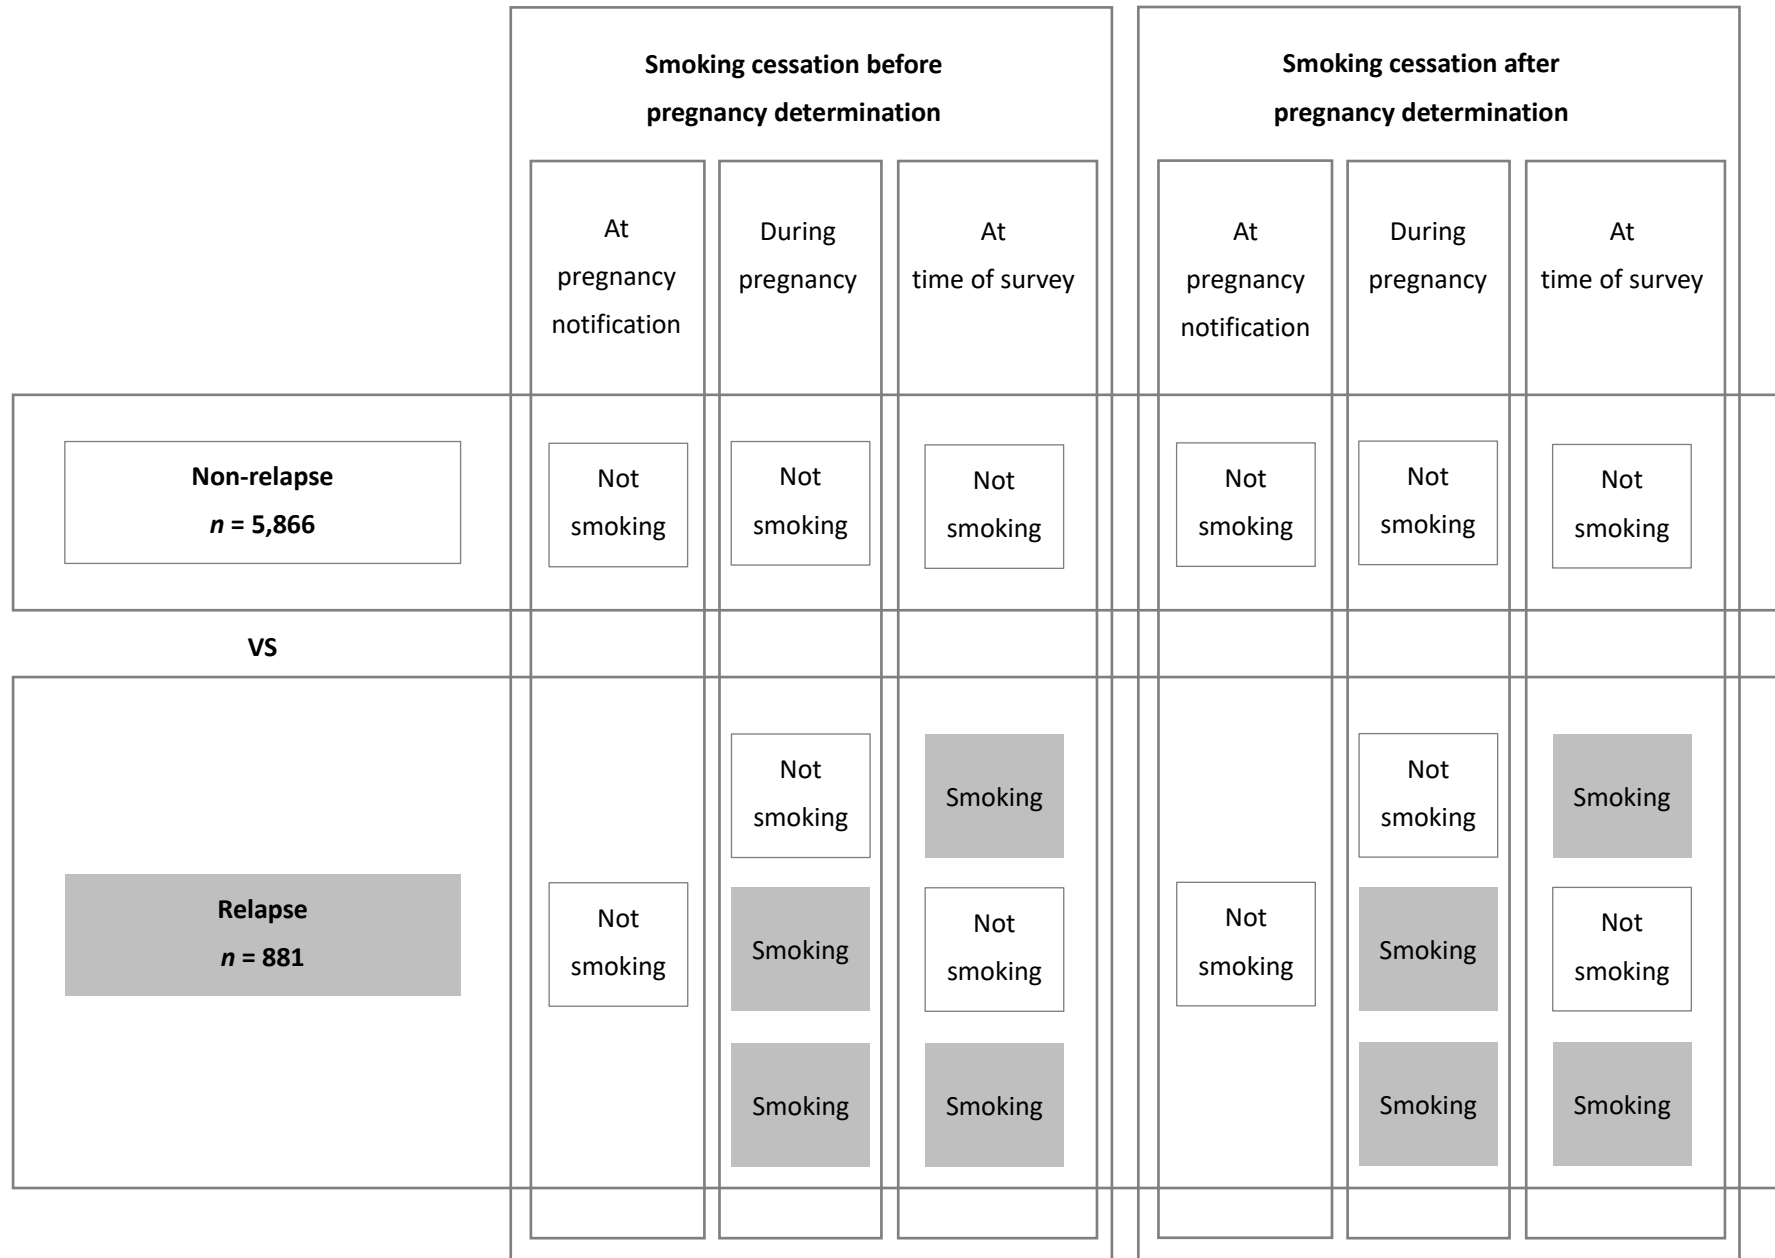 Smoking cessation before
pregnancy determination
Smoking cessation after
pregnancy determination
At
pregnancy
notification
During
pregnancy
At
time of survey
At
pregnancy
notification
During
pregnancy
At
time of survey
Non-relapse
n = 5,866
Not
smoking
Not
smoking
Not
smoking
Not
smoking
Not
smoking
Not
smoking
VS
Relapse
n = 881
Not
smoking
Not
smoking
Smoking
Smoking
Not
smoking
Smoking
Smoking
Not
smoking
Not
smoking
Smoking
Smoking
Not
smoking
Smoking
Smoking